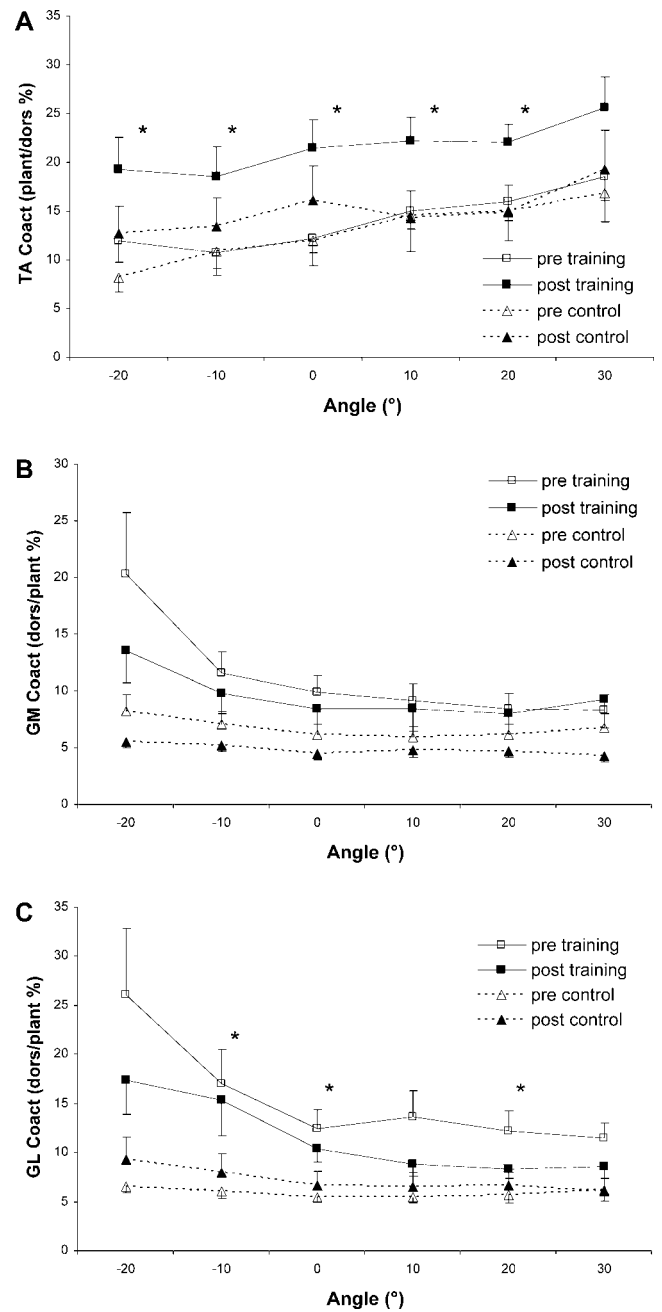 A
TA Coact (plant/dors %)
35
30
25
20
15
10
5
0
* * * * *
pre training
post training
pre control
post control
-20 -10 0 10 20 30
Angle (°)
B
GM Coact (dors/plant %)
30
25
20
15
10
5
0
pre training
post training
pre control
post control
-20 -10 0 10 20 30
Angle (°)
C
GL Coact (dors/plant %)
35
30
25
20
15
10
5
0
* * *
pre training
post training
pre control
post control
-20 -10 0 10 20 30
Angle (°)